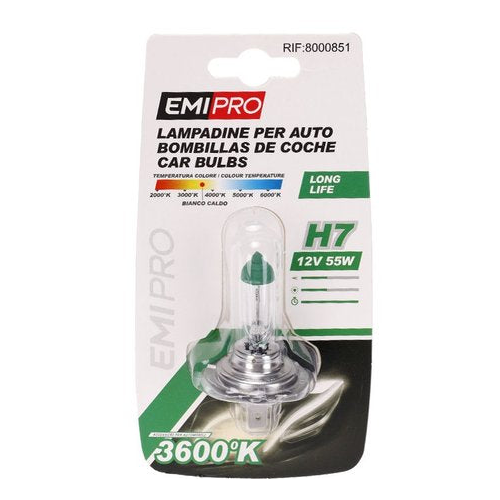 RIF:8000851
EMIPRO
LAMPADINE PER AUTO
BOMBILLAS DE COCHE
CAR BULBS
TEMPERATURA COLORE / COLOUR TEMPERATURE
2000°K 3000°K 4000°K 5000°K 6000°K
BIANCO CALDO
LONG
LIFE
H7
12V 55W
EMIPRO
3600°K